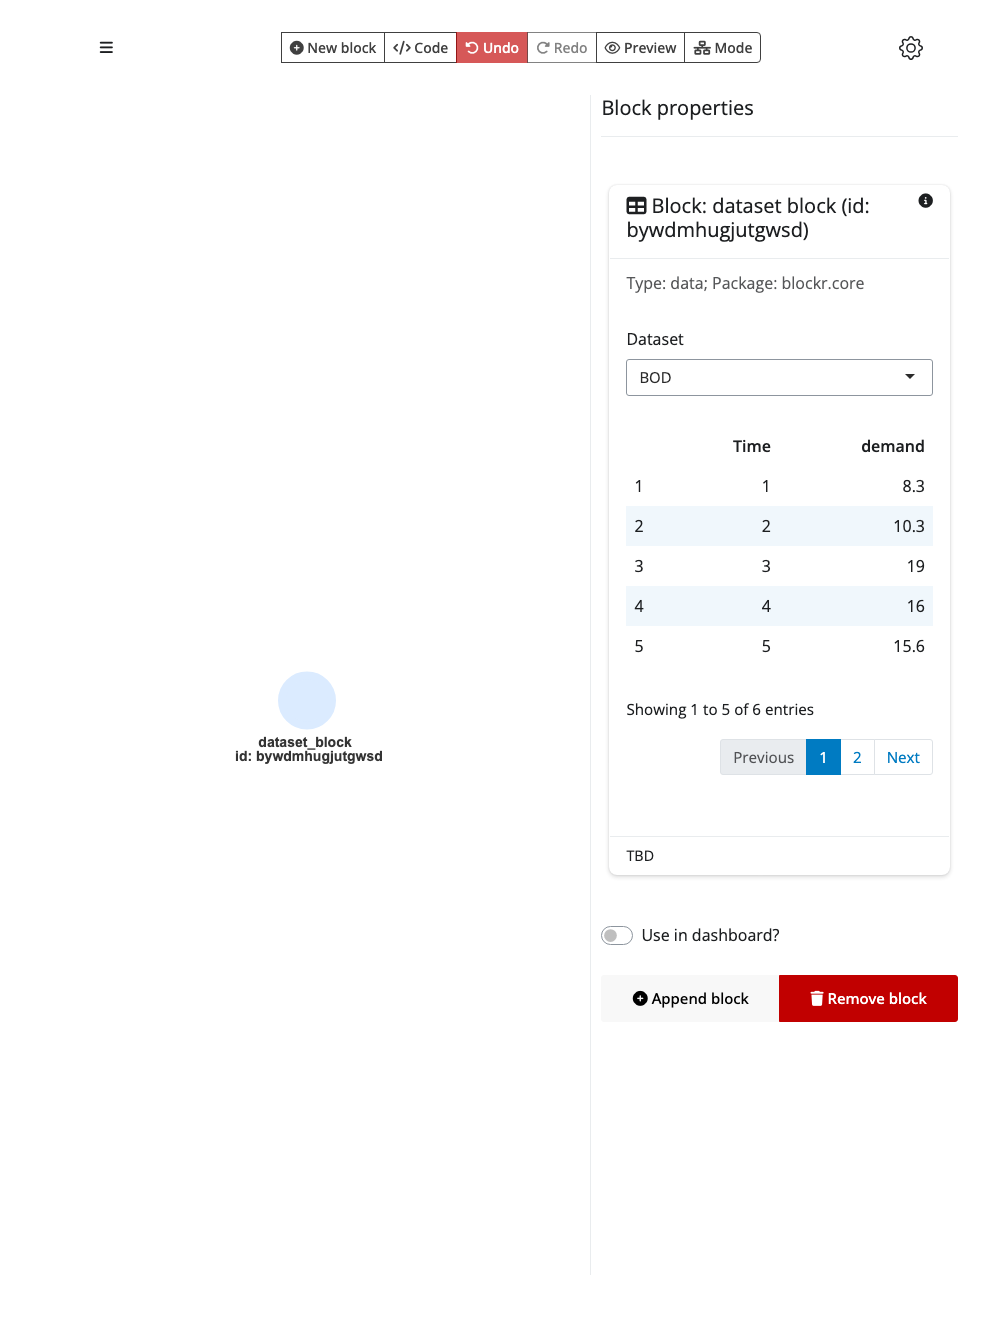 New block Code Undo Redo Preview Mode
Block properties
Block: dataset block (id:
bywdmhugjutgwsd)
Type: data; Package: blockr.core
Dataset
BOD
Time demand
1 1 8.3
2 2 10.3
3 3 19
4 4 16
5 5 15.6
Showing 1 to 5 of 6 entries
Previous 1 2 Next
TBD
dataset_block
id: bywdmhugjutgwsd
Use in dashboard?
Append block Remove block